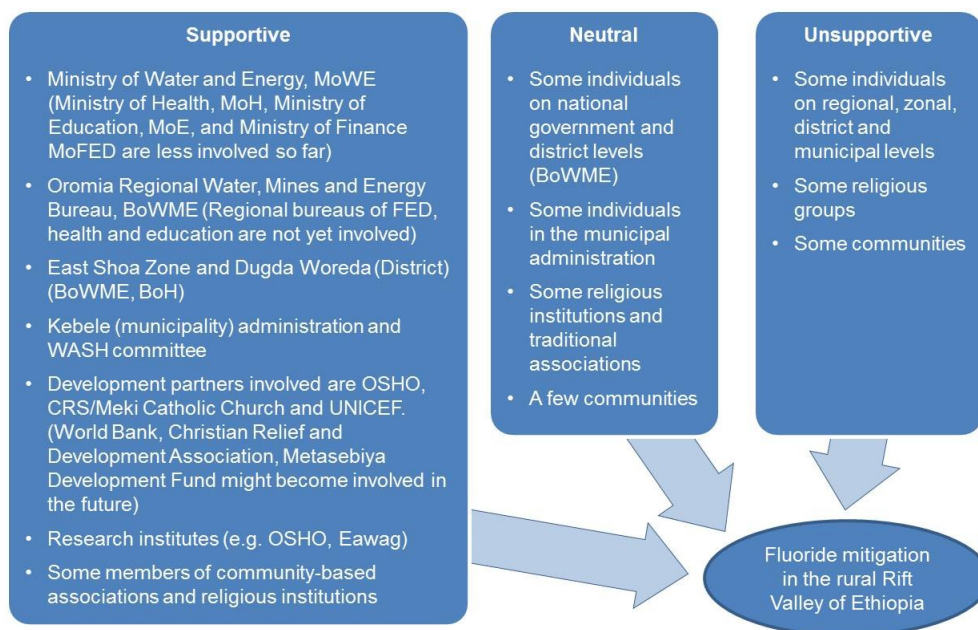 Supportive
• Ministry of Water and Energy, MoWE
(Ministry of Health, MoH, Ministry of
Education, MoE, and Ministry of Finance
MoFED are less involved so far)
• Oromia Regional Water, Mines and Energy
Bureau, BoWME (Regional bureaus of FED,
health and education are not yet involved)
• East Shoa Zone and Dugda Woreda (District)
(BoWME, BoH)
• Kebele (municipality) administration and
WASH committee
• Development partners involved are OSHO,
CRS/Meki Catholic Church and UNICEF.
(World Bank, Christian Relief and
Development Association, Metasebiya
Development Fund might become involved in
the future)
• Research institutes (e.g. OSHO, Eawag)
• Some members of community-based
associations and religious institutions
Neutral
• Some individuals
on national
government and
district levels
(BoWME)
• Some individuals
in the municipal
administration
• Some religious
institutions and
traditional
associations
• A few communities
Unsupportive
• Some individuals
on regional, zonal,
district and
municipal levels
• Some religious
groups
• Some communities
Fluoride mitigation
in the rural Rift
Valley of Ethiopia